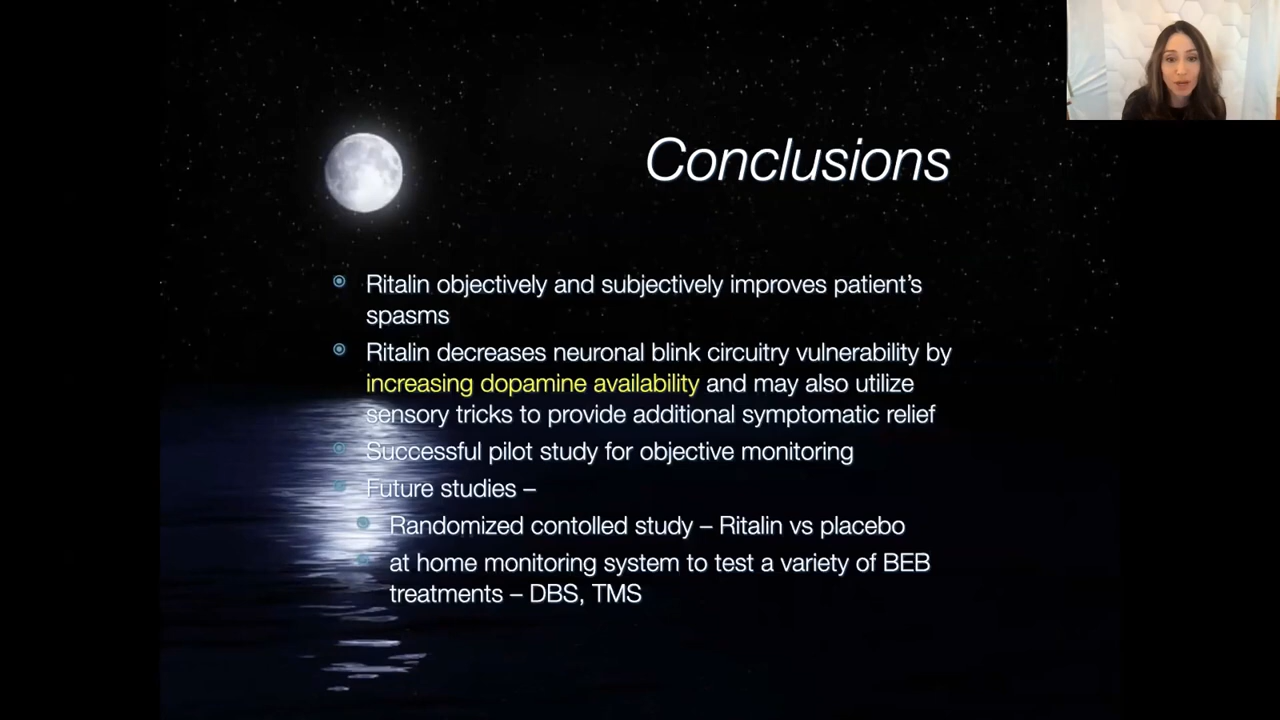 Conclusions
Ritalin objectively and subjectively improves patient’s
spasms
Ritalin decreases neuronal blink circuitry vulnerability by
increasing dopamine availability and may also utilize
sensory tricks to provide additional symptomatic relief
Successful pilot study for objective monitoring
Future studies –
Randomized contolled study – Ritalin vs placebo
at home monitoring system to test a variety of BEB
treatments – DBS, TMS